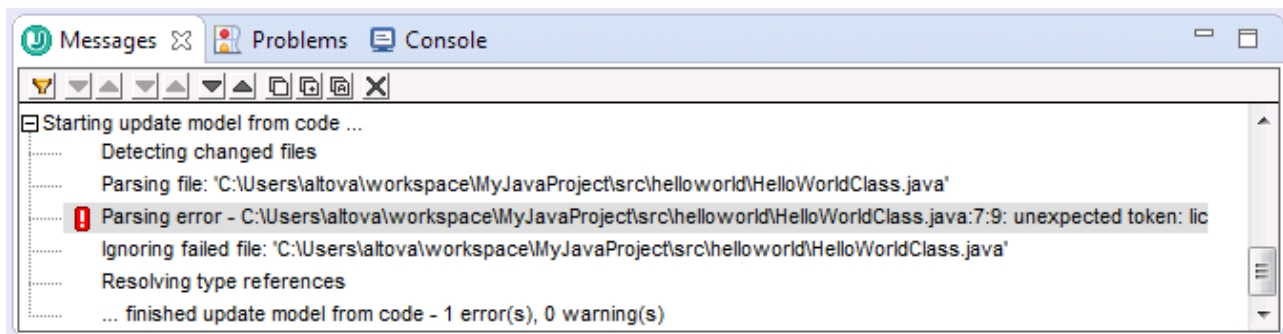 Messages Problems Console
Starting update model from code ...
Detecting changed files
Parsing file: 'C:\Users\altova\workspace\MyJavaProject\src\helloworld\HelloWorldClass.java'
Parsing error - C:\Users\altova\workspace\MyJavaProject\src\helloworld\HelloWorldClass.java:7:9: unexpected token: lic
Ignoring failed file: 'C:\Users\altova\workspace\MyJavaProject\src\helloworld\HelloWorldClass.java'
Resolving type references
... finished update model from code - 1 error(s), 0 warning(s)